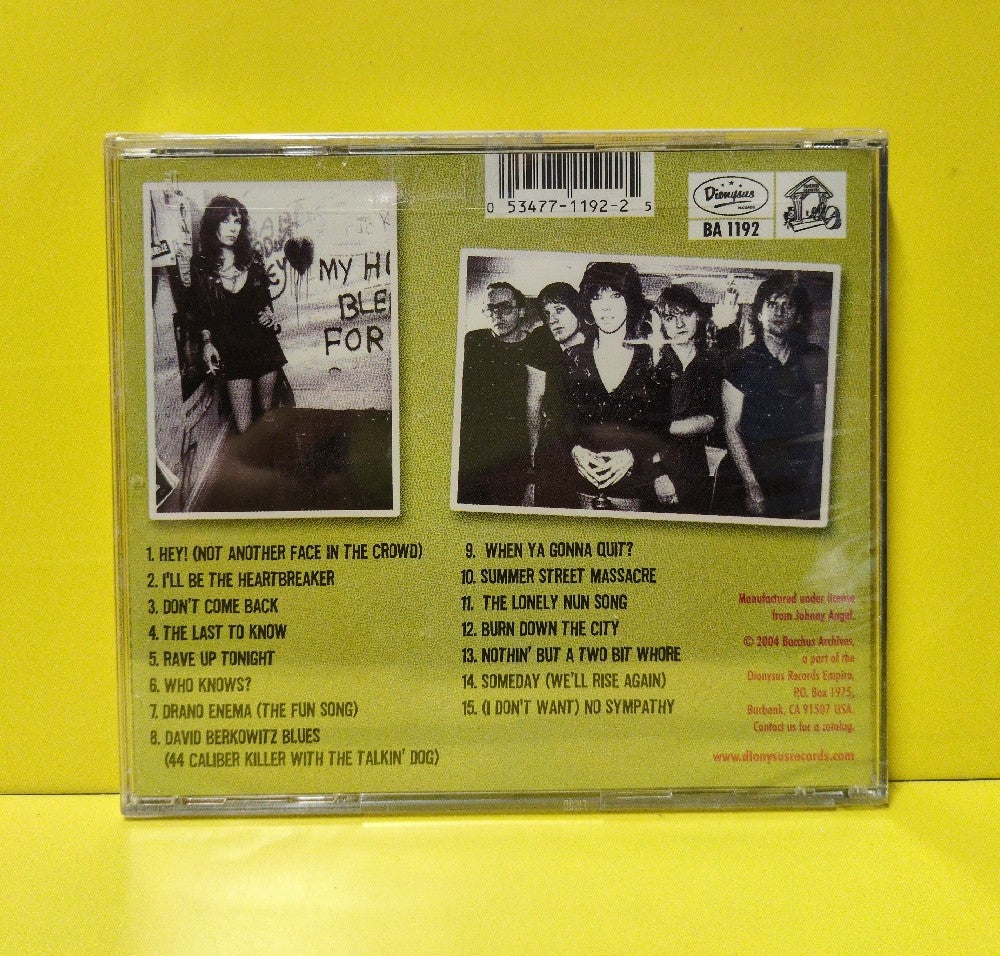 0 53477-1192-2 5
Dionysus
RECORDS
BA 1192
MY H
BLE
FOR
1. HEY! (NOT ANOTHER FACE IN THE CROWD)
2. I'LL BE THE HEARTBREAKER
3. DON'T COME BACK
4. THE LAST TO KNOW
5. RAVE UP TONIGHT
6. WHO KNOWS?
7. DRANO ENEMA (THE FUN SONG)
8. DAVID BERKOWITZ BLUES
(44 CALIBER KILLER WITH THE TALKIN' DOG)
9. WHEN YA GONNA QUIT?
10. SUMMER STREET MASSACRE
11. THE LONELY NUN SONG
12. BURN DOWN THE CITY
13. NOTHIN' BUT A TWO BIT WHORE
14. SOMEDAY (WE'LL RISE AGAIN)
15. (I DON'T WANT) NO SYMPATHY
Manufactured under license
from Johnny Angel.
© 2004 Bacchus Archives,
a part of the
Dionysus Records Empire,
P.O. Box 1975,
Burbank, CA 91507 USA.
Contact us for a catalog.
www.dionysusrecords.com